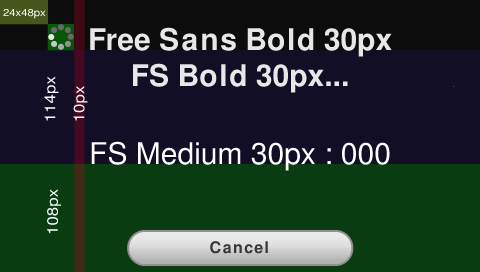 24x48px
Free Sans Bold 30px
FS Bold 30px...
114px
10px
FS Medium 30px : 000
108px
Cancel